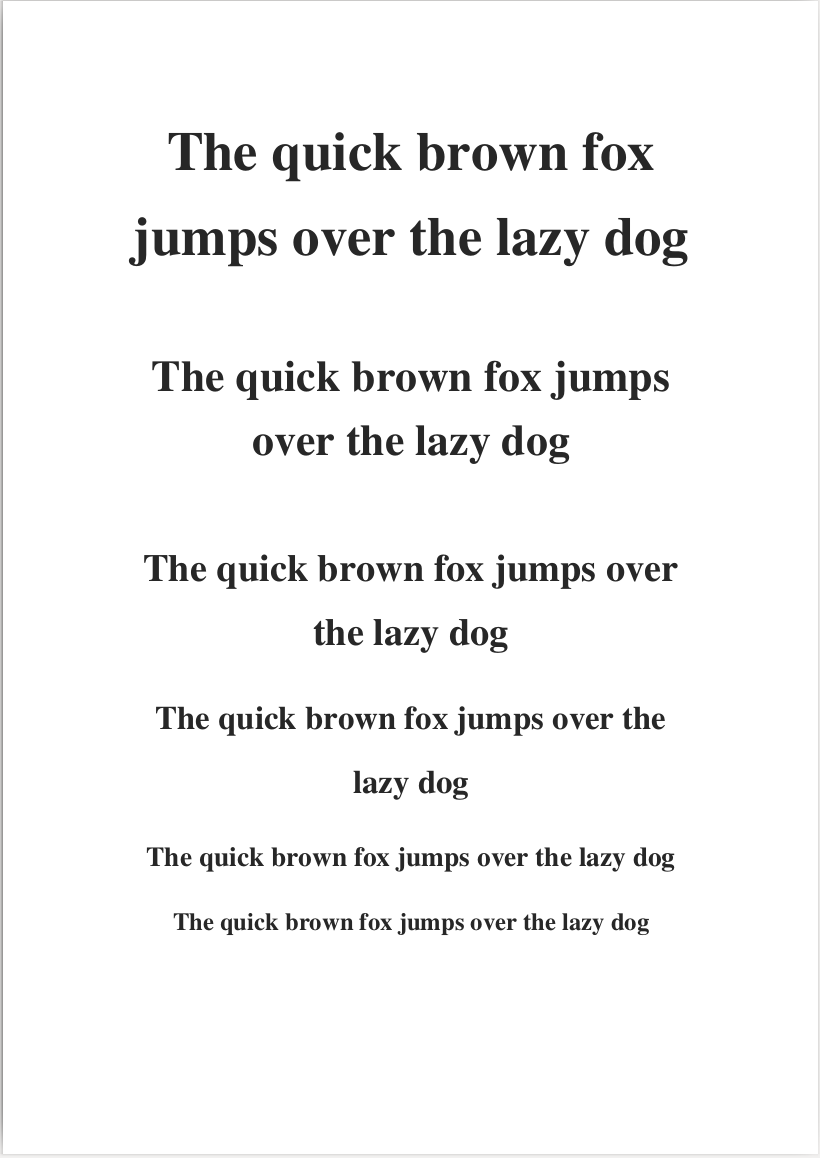 The quick brown fox
jumps over the lazy dog
The quick brown fox jumps
over the lazy dog
The quick brown fox jumps over
the lazy dog
The quick brown fox jumps over the
lazy dog
The quick brown fox jumps over the lazy dog
The quick brown fox jumps over the lazy dog